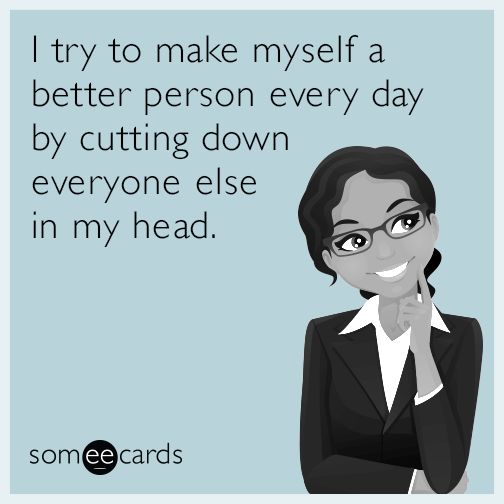 I try to make myself a
better person every day
by cutting down
everyone else
in my head.
someecards